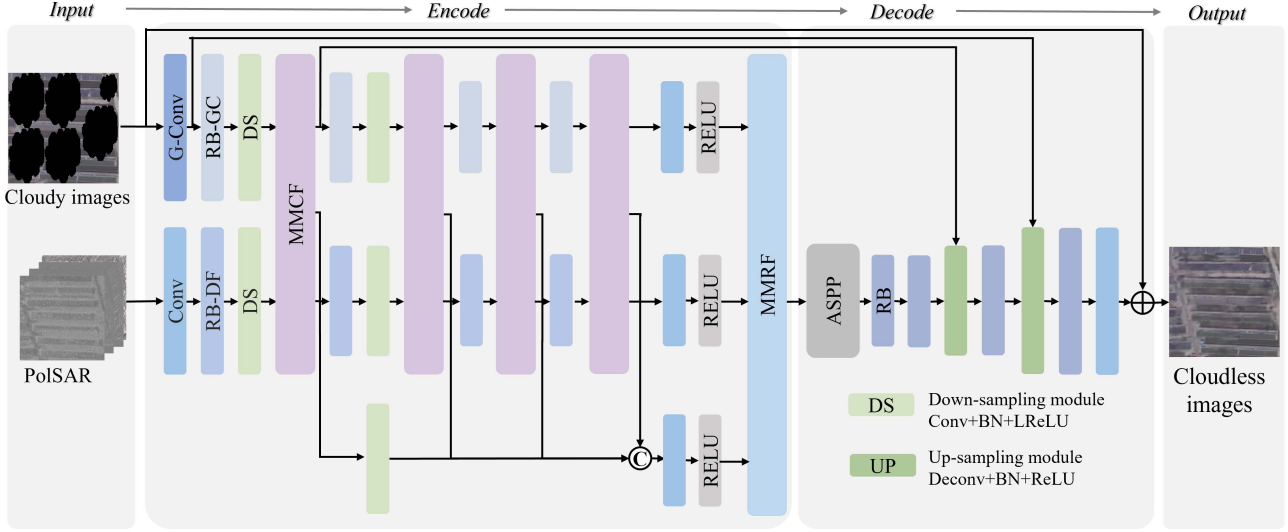 Input
Encode
Decode
Output
G-Conv
RB-GC
DS
MMCF
RELU
Cloudy images
Conv
RB-DF
DS
RELU
MMRF
ASPP
RB
PolSAR
Cloudless
images
DS
Down-sampling module
Conv+BN+LReLU
C
RELU
UP
Up-sampling module
Deconv+BN+ReLU